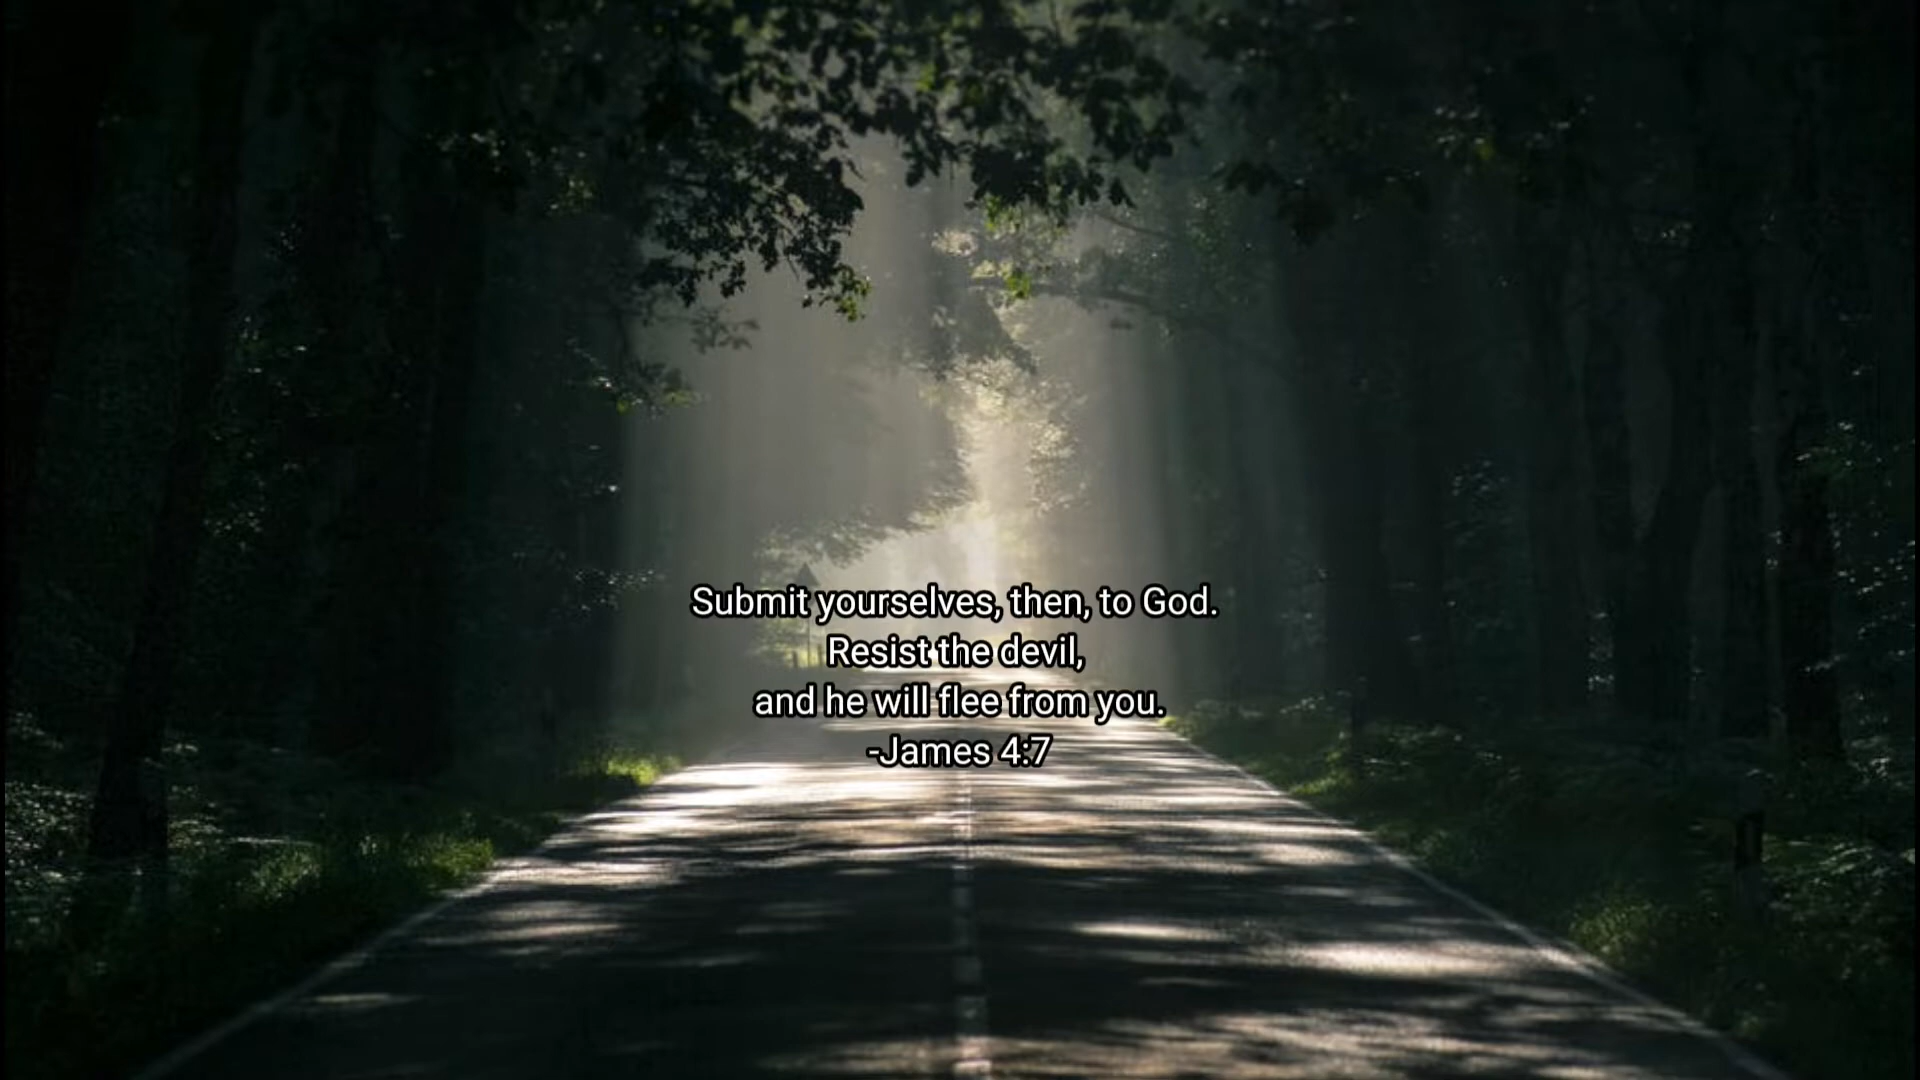 Submit yourselves, then, to God.
Resist the devil,
and he will flee from you.
-James 4:7